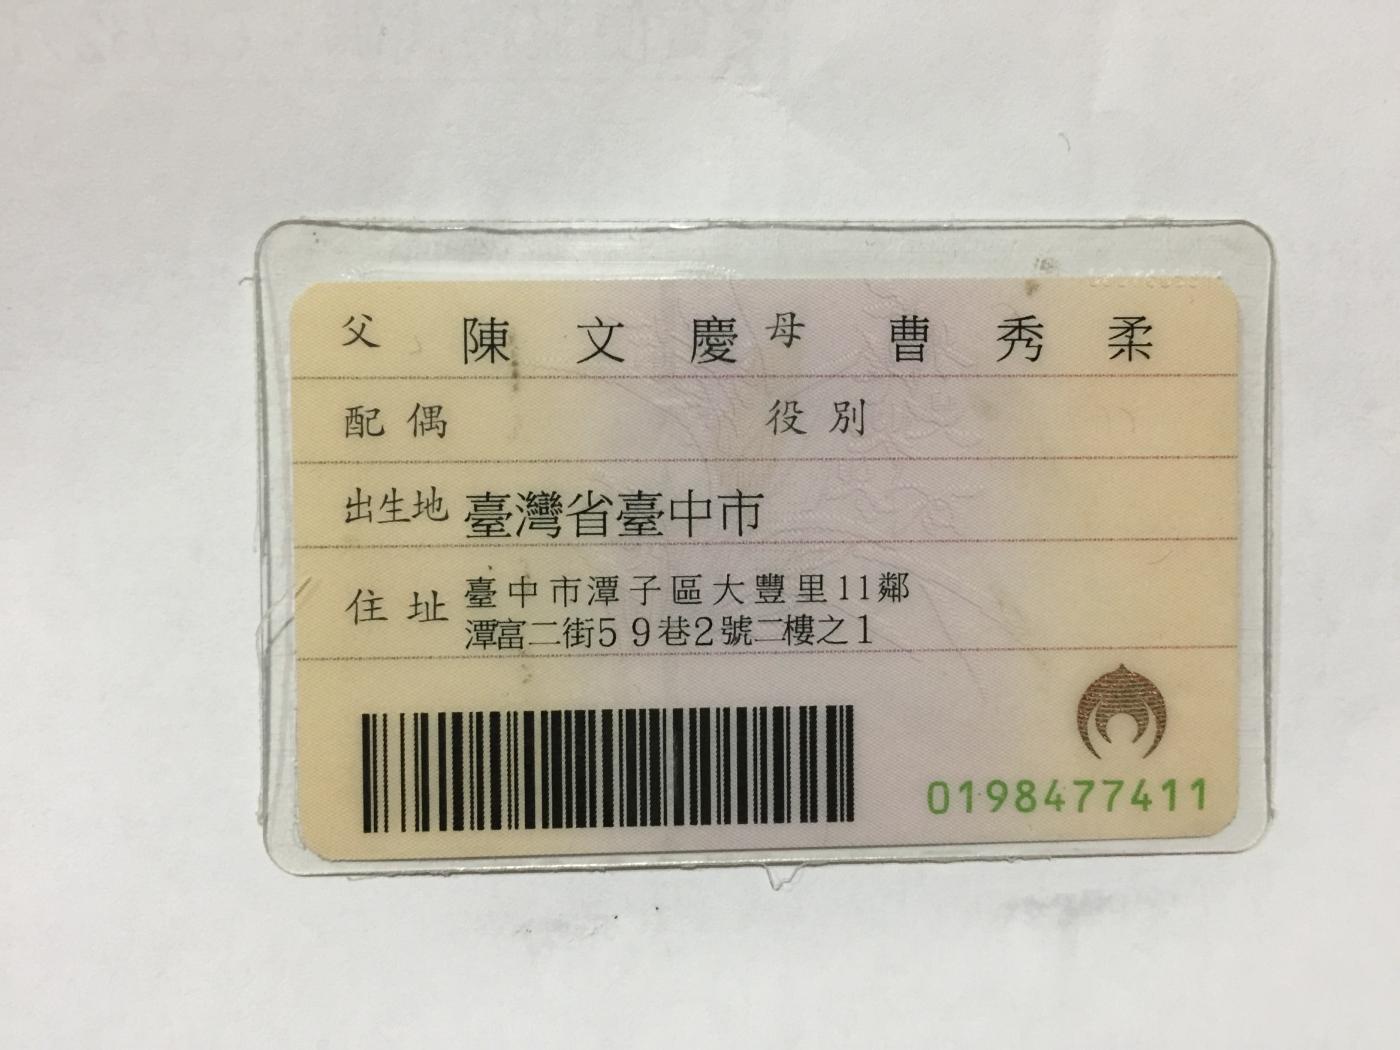 父 陳文慶 母 曹秀柔
配偶 役別
出生地 臺灣省臺中市
住址 臺中市潭子區大豐里11鄰
潭富二街59巷2號二樓之1
0198477411